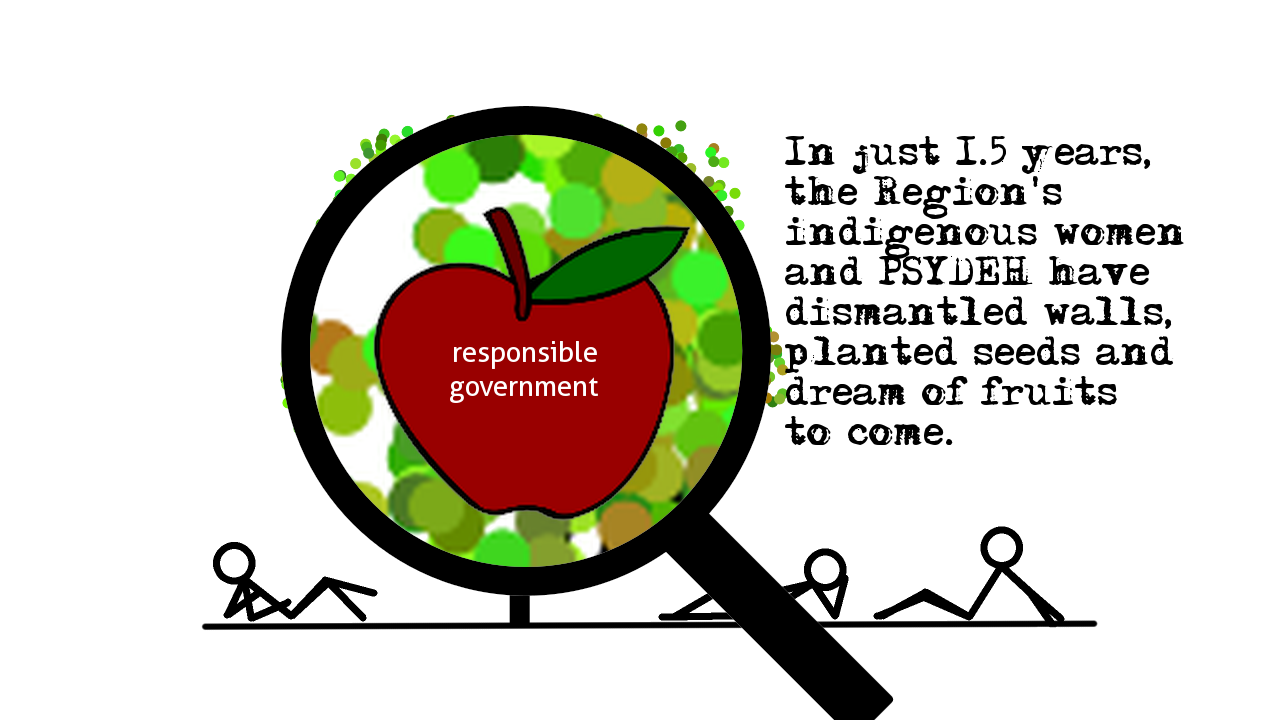 responsible
government
In just 1.5 years,
the Region's
indigenous women
and PSYDEH have
dismantled walls,
planted seeds and
dream of fruits
to come.